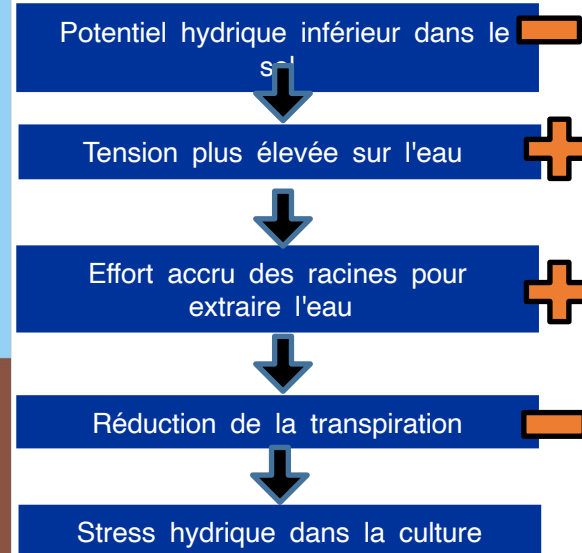 Potentiel hydrique inférieur dans le
sol
Tension plus élevée sur l'eau
Effort accru des racines pour
extraire l'eau
Réduction de la transpiration
Stress hydrique dans la culture